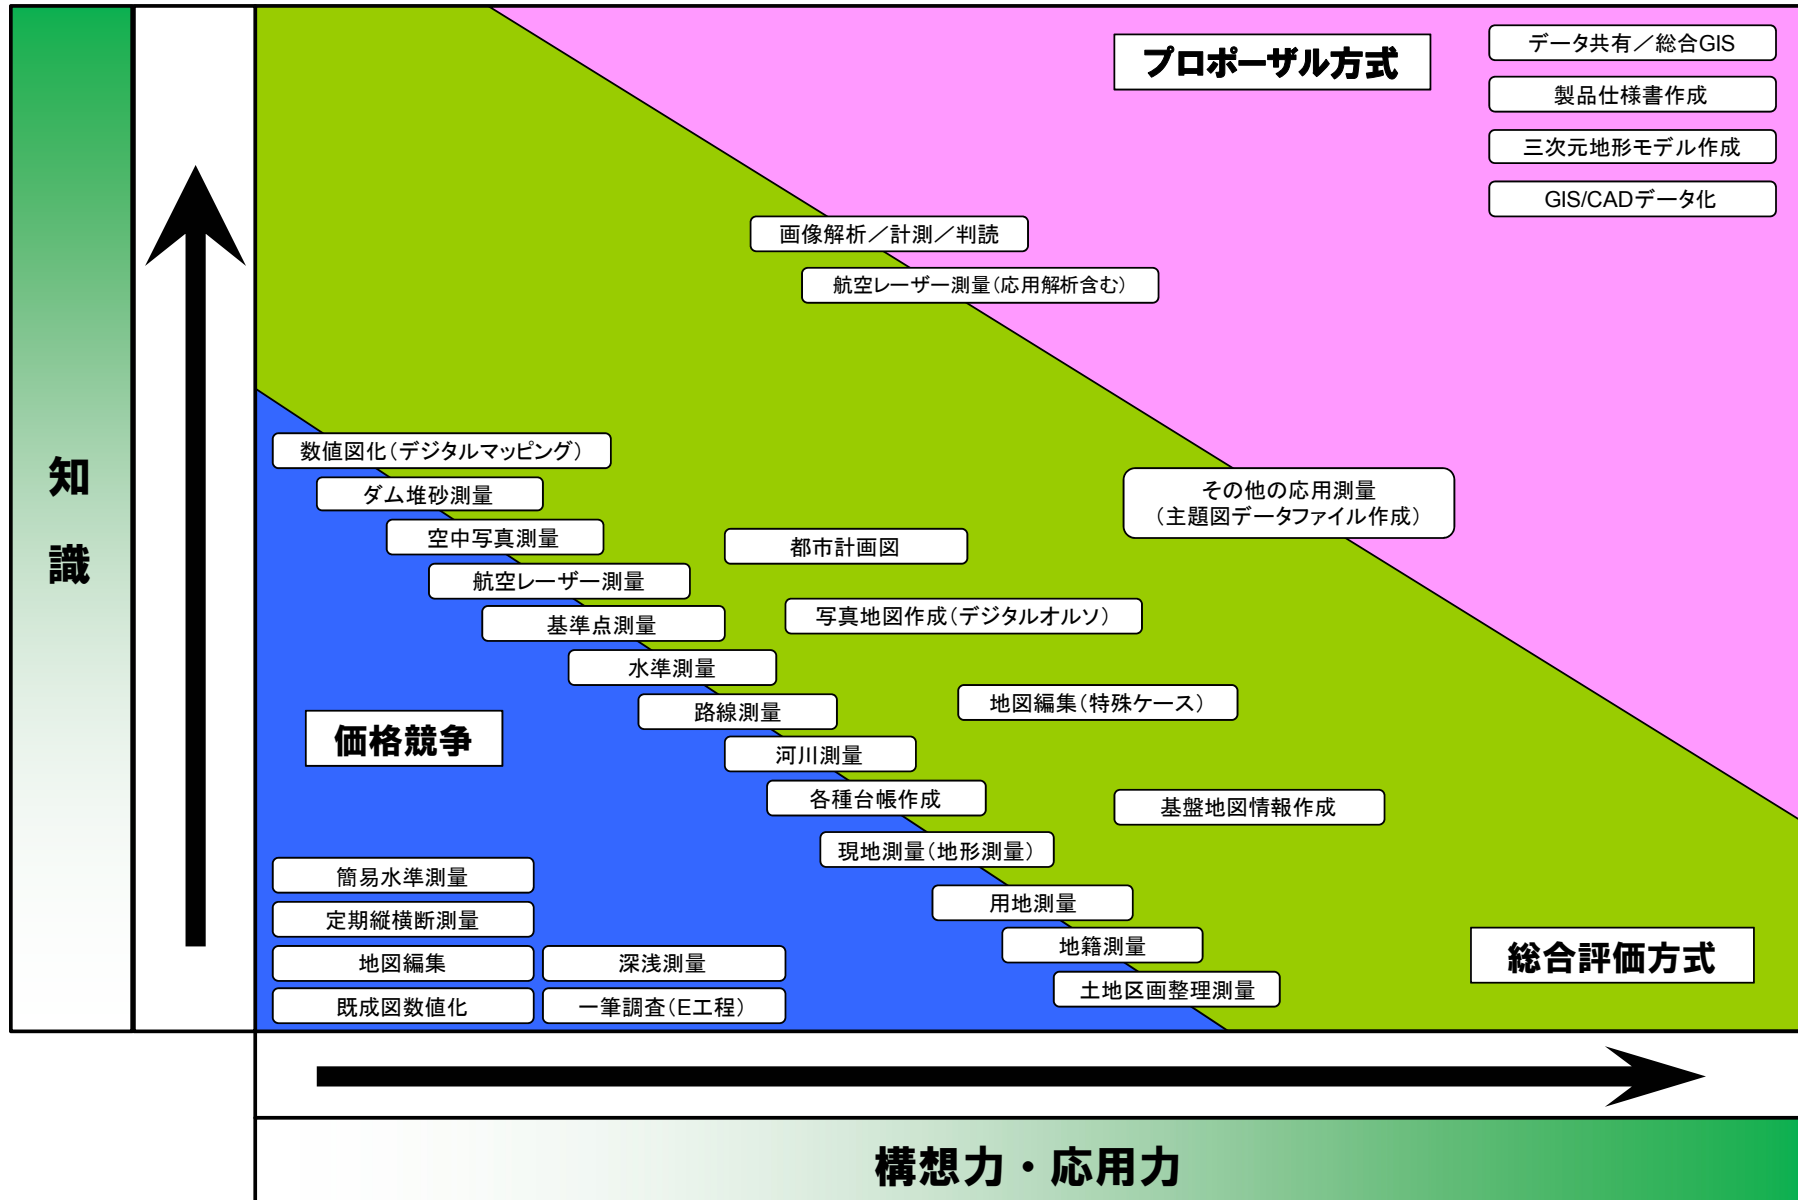 プロポーザル方式
データ共有／総合GIS
製品仕様書作成
三次元地形モデル作成
GIS/CADデータ化
画像解析／計測／判読
航空レーザー測量(応用解析含む)
知
識
数値図化(デジタルマッピング)
ダム堆砂測量
空中写真測量
航空レーザー測量
基準点測量
水準測量
路線測量
河川測量
各種台帳作成
現地測量(地形測量)
用地測量
地籍測量
土地区画整理測量
その他の応用測量
(主題図データファイル作成)
都市計画図
写真地図作成(デジタルオルソ)
地図編集(特殊ケース)
基盤地図情報作成
価格競争
総合評価方式
簡易水準測量
定期縦横断測量
地図編集
既成図数値化
深浅測量
一筆調査(E工程)
構想力・応用力